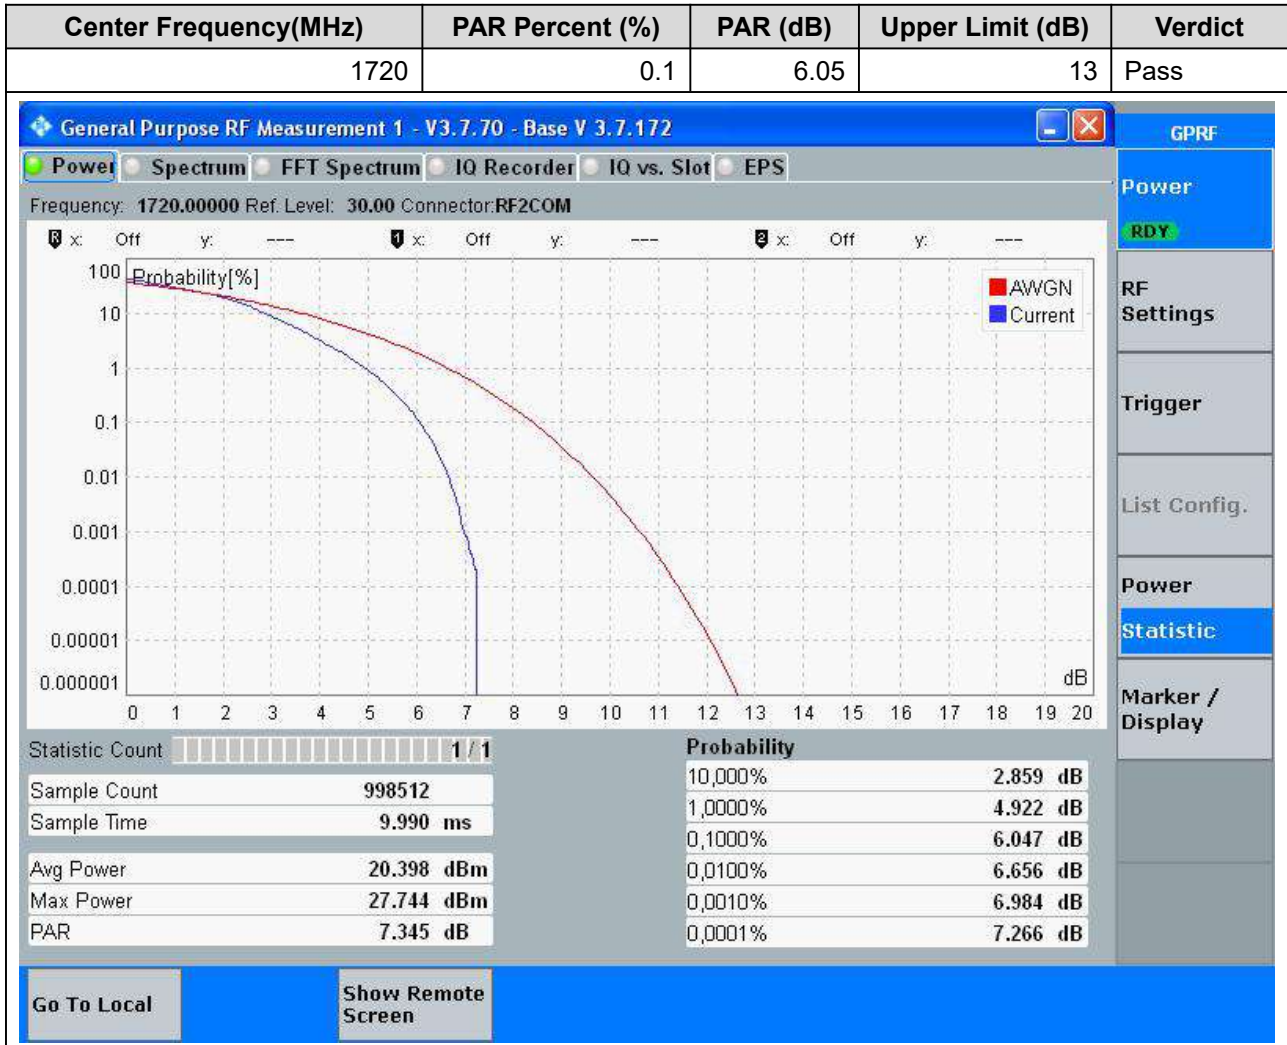 Center Frequency(MHz) PAR Percent (%) PAR (dB) Upper Limit (dB) Verdict
1720 0.1 6.05 13 Pass
General Purpose RF Measurement 1 - V3.7.70 - Base V 3.7.172
GPRF
Power Spectrum FFT Spectrum IQ Recorder IQ vs. Slot EPS
Frequency: 1720.00000 Ref. Level: 30.00 Connector:RF2COM
R x: Off y: --- 1 x: Off y: --- 2 x: Off y: ---
Probability[%]
100
10
1
0.1
0.01
0.001
0.0001
0.00001
0.000001
AWGN
Current
dB
0 1 2 3 4 5 6 7 8 9 10 11 12 13 14 15 16 17 18 19 20
Statistic Count 1 / 1
Sample Count 998512
Sample Time 9.990 ms
Avg Power 20.398 dBm
Max Power 27.744 dBm
PAR 7.345 dB
Probability
10,000% 2.859 dB
1,0000% 4.922 dB
0,1000% 6.047 dB
0,0100% 6.656 dB
0,0010% 6.984 dB
0,0001% 7.266 dB
Power
RDY
RF
Settings
Trigger
List Config.
Power
Statistic
Marker /
Display
Go To Local
Show Remote
Screen